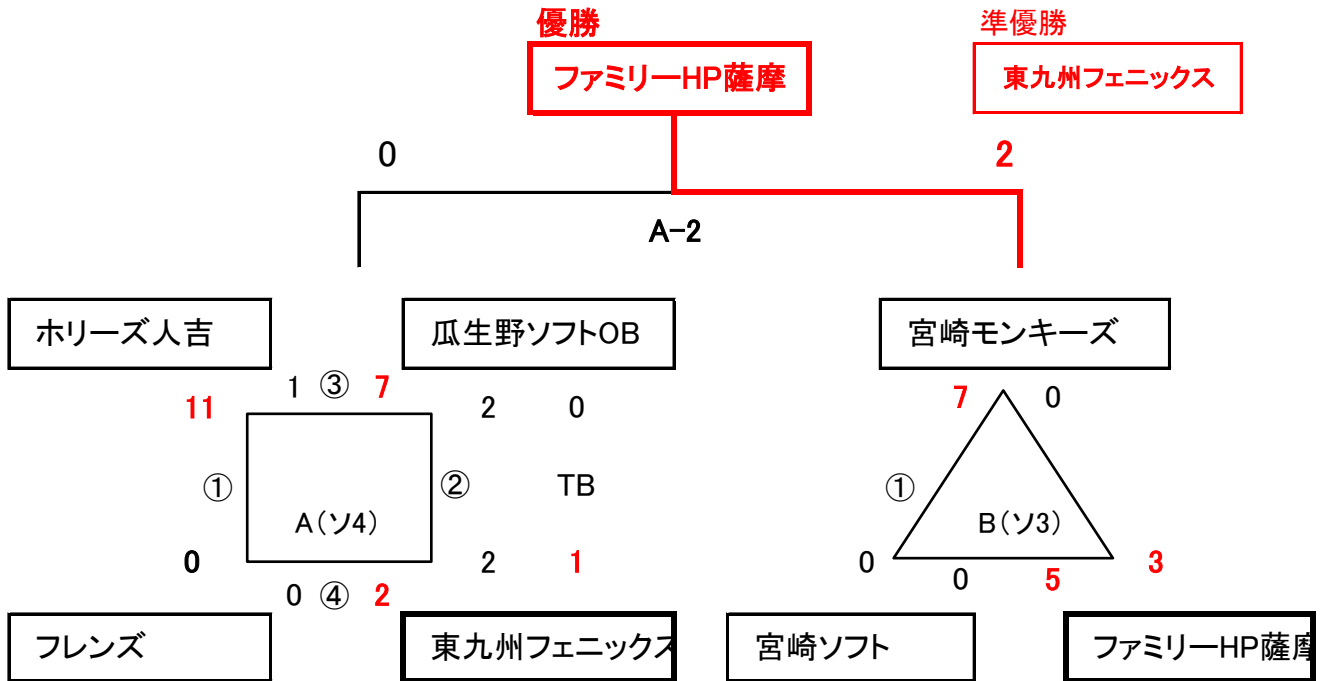 優勝
準優勝
ファミリーHP薩摩
東九州フェニックス
0
2
A-2
ホリーズ人吉
瓜生野ソフトOB
宮崎モンキーズ
1 ③ 7
11
2 0
7 0
① ② TB
①
A(ソ4)
B(ソ3)
0
2 1
0
0 5
3
0 ④ 2
フレンズ
東九州フェニックス
宮崎ソフト
ファミリーHP薩摩